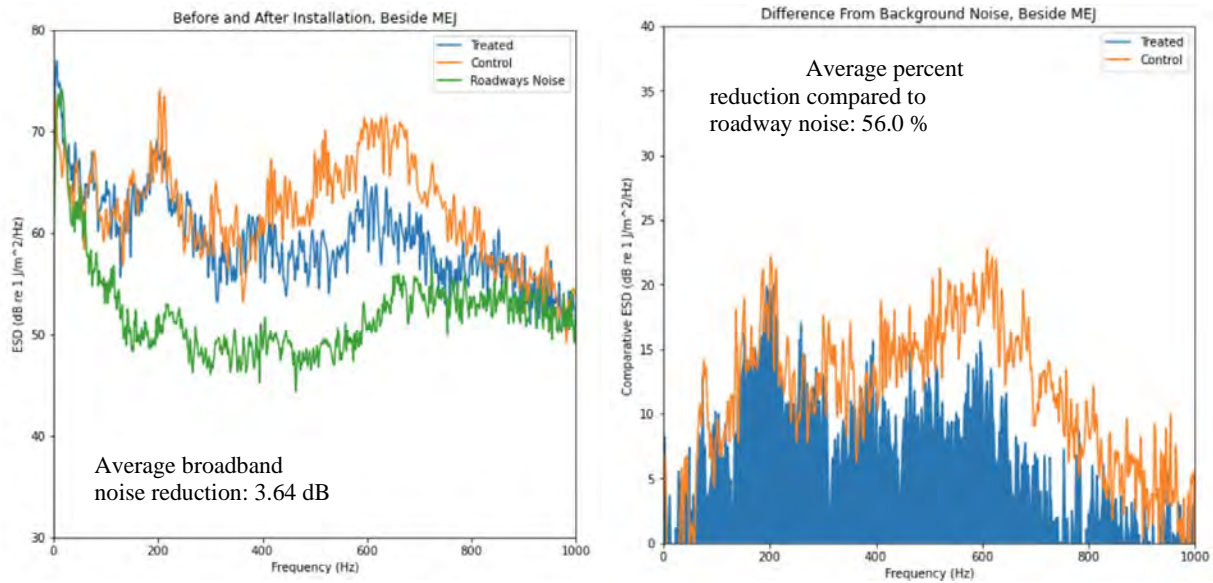 Before and After Installation, Beside MEJ
80
70
60
50
40
30
ESD (dB re 1 J/m^2/Hz)
Treated
Control
Roadways Noise
Average broadband
noise reduction: 3.64 dB
0
200
400
600
800
1000
Frequency (Hz)
Difference From Background Noise, Beside MEJ
40
35
30
25
20
15
10
5
0
Comparative ESD (dB re 1 J/m^2/Hz)
Treated
Control
Average percent
reduction compared to
roadway noise: 56.0 %
0
200
400
600
800
1000
Frequency (Hz)